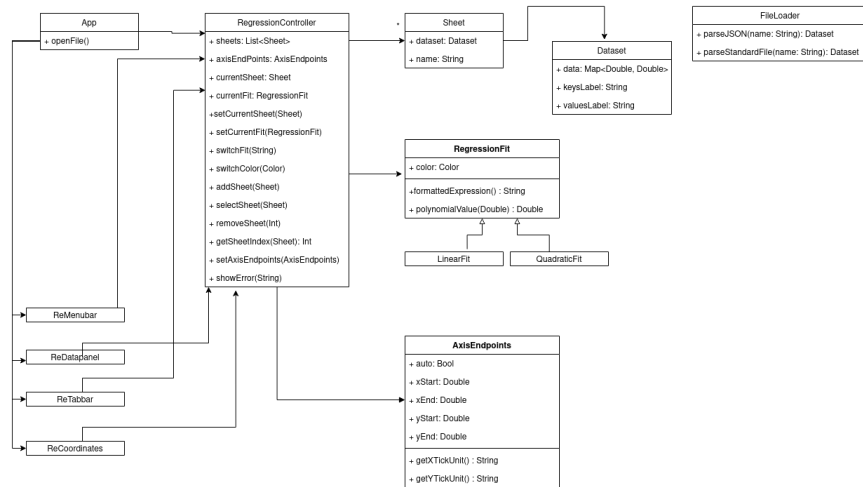 App
+ openFile()
RegressionController
+ sheets: List<Sheet>
+ axisEndPoints: AxisEndpoints
+ currentSheet: Sheet
+ currentFit: RegressionFit
+setCurrentSheet(Sheet)
+ setCurrentFit(RegressionFit)
+ switchFit(String)
+ switchColor(Color)
+ addSheet(Sheet)
+ selectSheet(Sheet)
+ removeSheet(Int)
+ getSheetIndex(Sheet): Int
+ setAxisEndpoints(AxisEndpoints)
+ showError(String)
*
Sheet
+ dataset: Dataset
+ name: String
Dataset
+ data: Map<Double, Double>
+ keysLabel: String
+ valuesLabel: String
FileLoader
+ parseJSON(name: String): Dataset
+ parseStandardFile(name: String): Dataset
RegressionFit
+ color: Color
+formattedExpression() : String
+ polynomialValue(Double) : Double
LinearFit
QuadraticFit
ReMenubar
ReDatapanel
ReTabbar
ReCoordinates
AxisEndpoints
+ auto: Bool
+ xStart: Double
+ xEnd: Double
+ yStart: Double
+ yEnd: Double
+ getXTickUnit() : String
+ getYTickUnit() : String